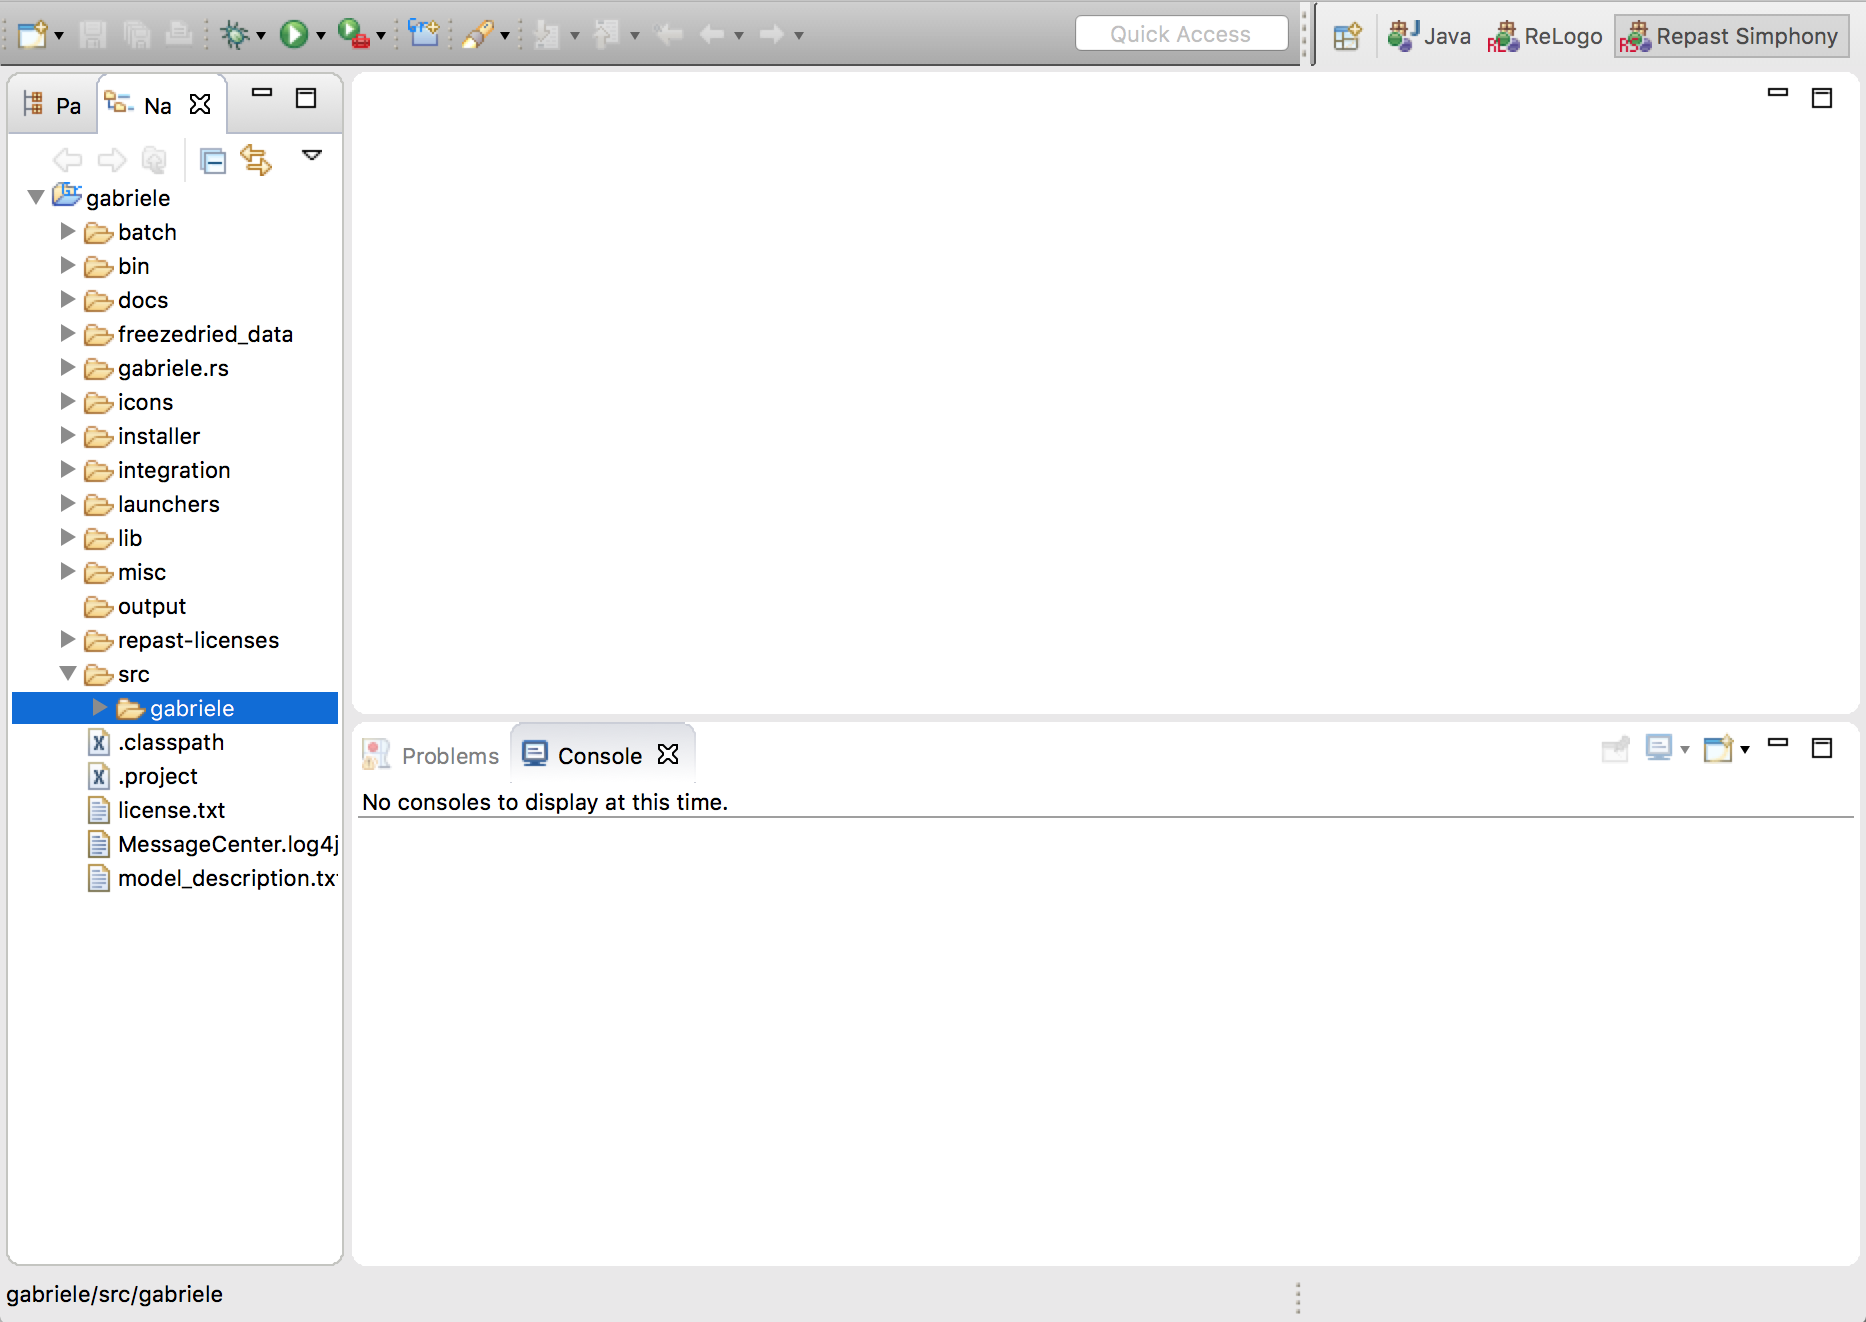 Quick Access
Java
ReLogo
Repast Simphony
Pa
Na
gabriele
batch
bin
docs
freezedried_data
gabriele.rs
icons
installer
integration
launchers
lib
misc
output
repast-licenses
src
gabriele
.classpath
.project
license.txt
MessageCenter.log4j
model_description.tx
Problems
Console
No consoles to display at this time.
gabriele/src/gabriele